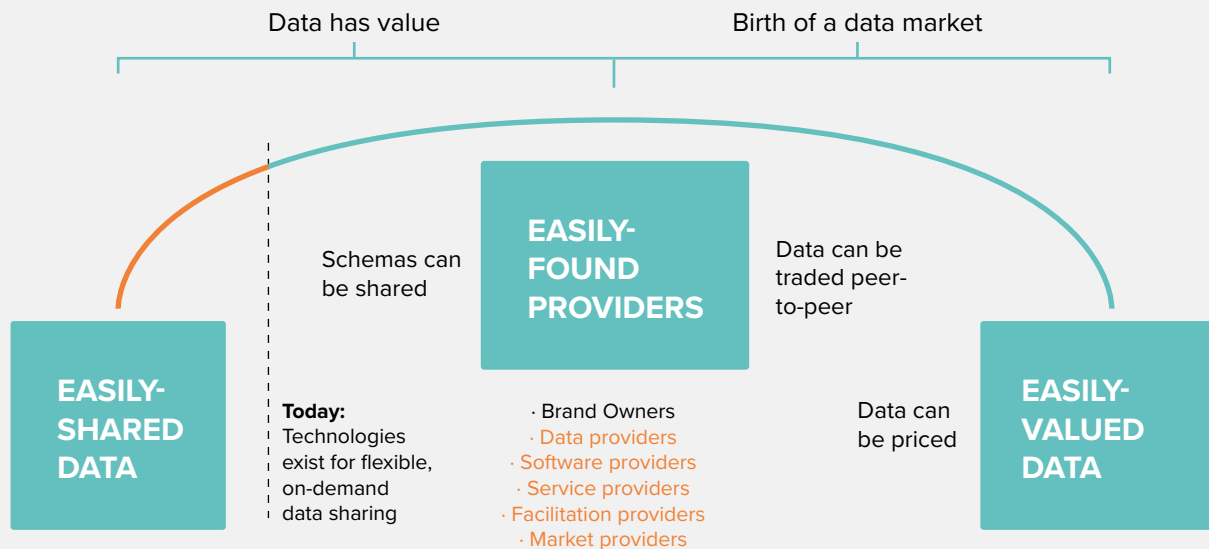 Data has value
Birth of a data market
Schemas can
be shared
EASILY-
FOUND
PROVIDERS
Data can be
traded peer-
to-peer
EASILY-
SHARED
DATA
Today:
Technologies
exist for flexible,
on-demand
data sharing
· Brand Owners
· Data providers
· Software providers
· Service providers
· Facilitation providers
· Market providers
Data can
be priced
EASILY-
VALUED
DATA